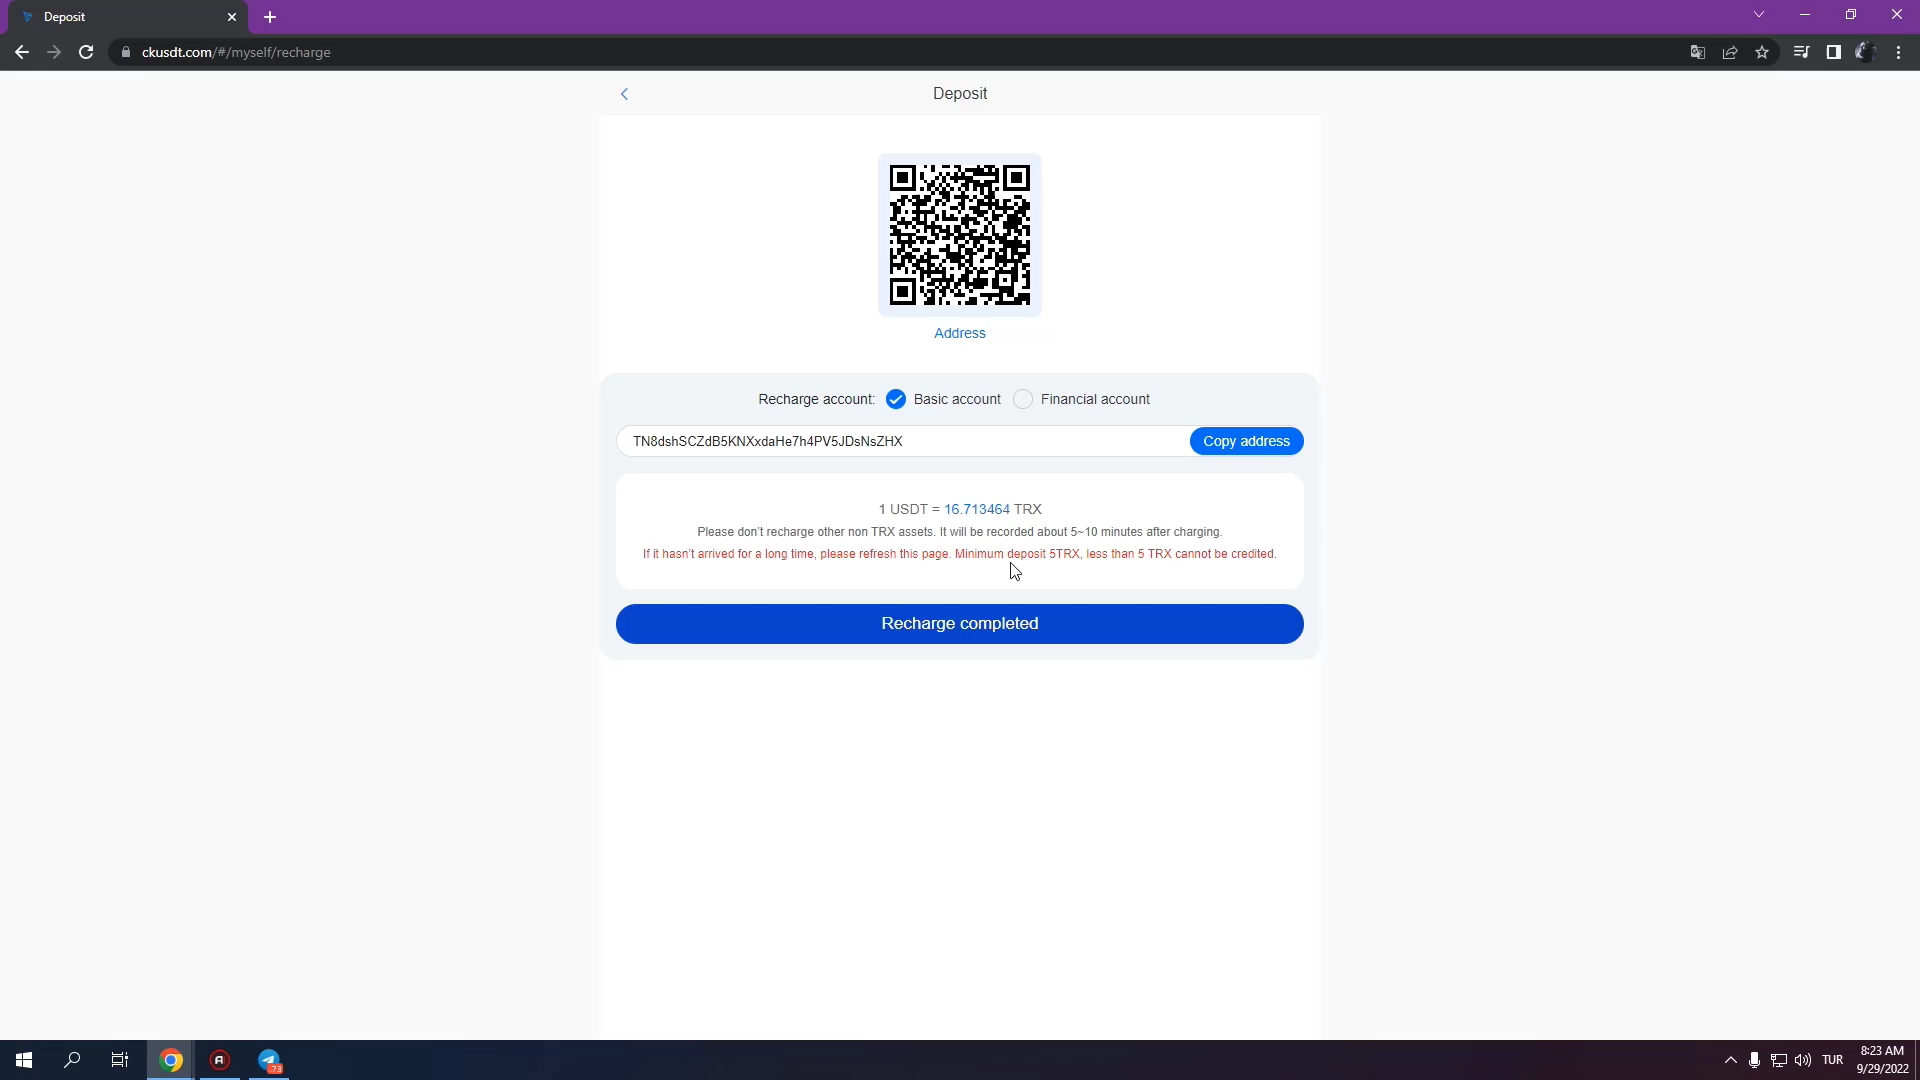 Deposit
ckusdt.com/#/myself/recharge
Deposit
Address
Recharge account: Basic account Financial account
TN8dshSCZdB5KNXxdaHe7h4PV5JDsNsZHX Copy address
1 USDT = 16.713464 TRX
Please don't recharge other non TRX assets. It will be recorded about 5~10 minutes after charging.
If it hasn't arrived for a long time, please refresh this page. Minimum deposit 5TRX, less than 5 TRX cannot be credited.
Recharge completed
73
TUR
8:23 AM
9/29/2022